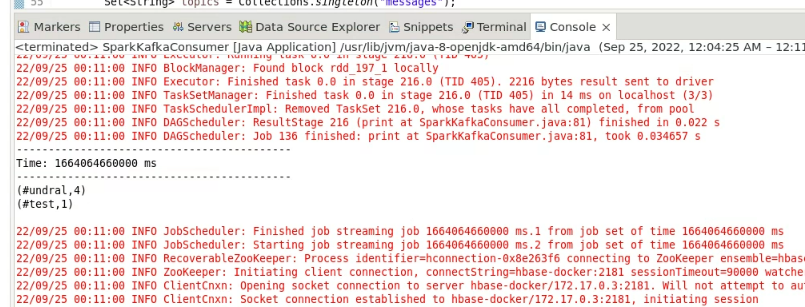 55 Set<String> topics = Collections.singleton("messages");
Markers Properties Servers Data Source Explorer Snippets Terminal Console
<terminated> SparkKafkaConsumer [Java Application] /usr/lib/jvm/java-8-openjdk-amd64/bin/java (Sep 25, 2022, 12:04:25 AM – 12:11
22/09/25 00:11:00 INFO Executor: Running task 0.0 in stage 216.0 (TID 405)
22/09/25 00:11:00 INFO BlockManager: Found block rdd_197_1 locally
22/09/25 00:11:00 INFO Executor: Finished task 0.0 in stage 216.0 (TID 405). 2216 bytes result sent to driver
22/09/25 00:11:00 INFO TaskSetManager: Finished task 0.0 in stage 216.0 (TID 405) in 14 ms on localhost (3/3)
22/09/25 00:11:00 INFO TaskSchedulerImpl: Removed TaskSet 216.0, whose tasks have all completed, from pool
22/09/25 00:11:00 INFO DAGScheduler: ResultStage 216 (print at SparkKafkaConsumer.java:81) finished in 0.022 s
22/09/25 00:11:00 INFO DAGScheduler: Job 136 finished: print at SparkKafkaConsumer.java:81, took 0.034657 s
-------------------------------------------
Time: 1664064660000 ms
-------------------------------------------
(#undral,4)
(#test,1)
22/09/25 00:11:00 INFO JobScheduler: Finished job streaming job 1664064660000 ms.1 from job set of time 1664064660000 ms
22/09/25 00:11:00 INFO JobScheduler: Starting job streaming job 1664064660000 ms.2 from job set of time 1664064660000 ms
22/09/25 00:11:00 INFO RecoverableZooKeeper: Process identifier=hconnection-0x8e263f6 connecting to ZooKeeper ensemble=hbase
22/09/25 00:11:00 INFO ZooKeeper: Initiating client connection, connectString=hbase-docker:2181 sessionTimeout=90000 watche
22/09/25 00:11:00 INFO ClientCnxn: Opening socket connection to server hbase-docker/172.17.0.3:2181. Will not attempt to au
22/09/25 00:11:00 INFO ClientCnxn: Socket connection established to hbase-docker/172.17.0.3:2181, initiating session